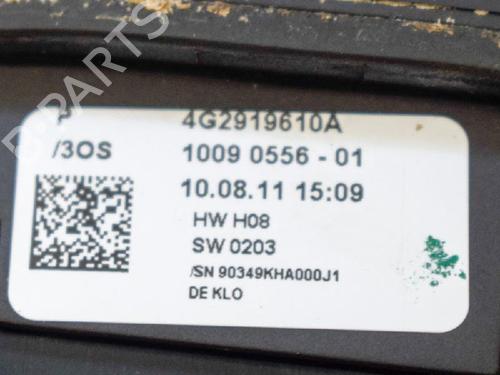 P 4G2919610A
/3OS 1009 0556 - 01
10.08.11 15:09
HW H08
SW 0203
/SN 90349KHA000J1
DE KLO
B-PARTS